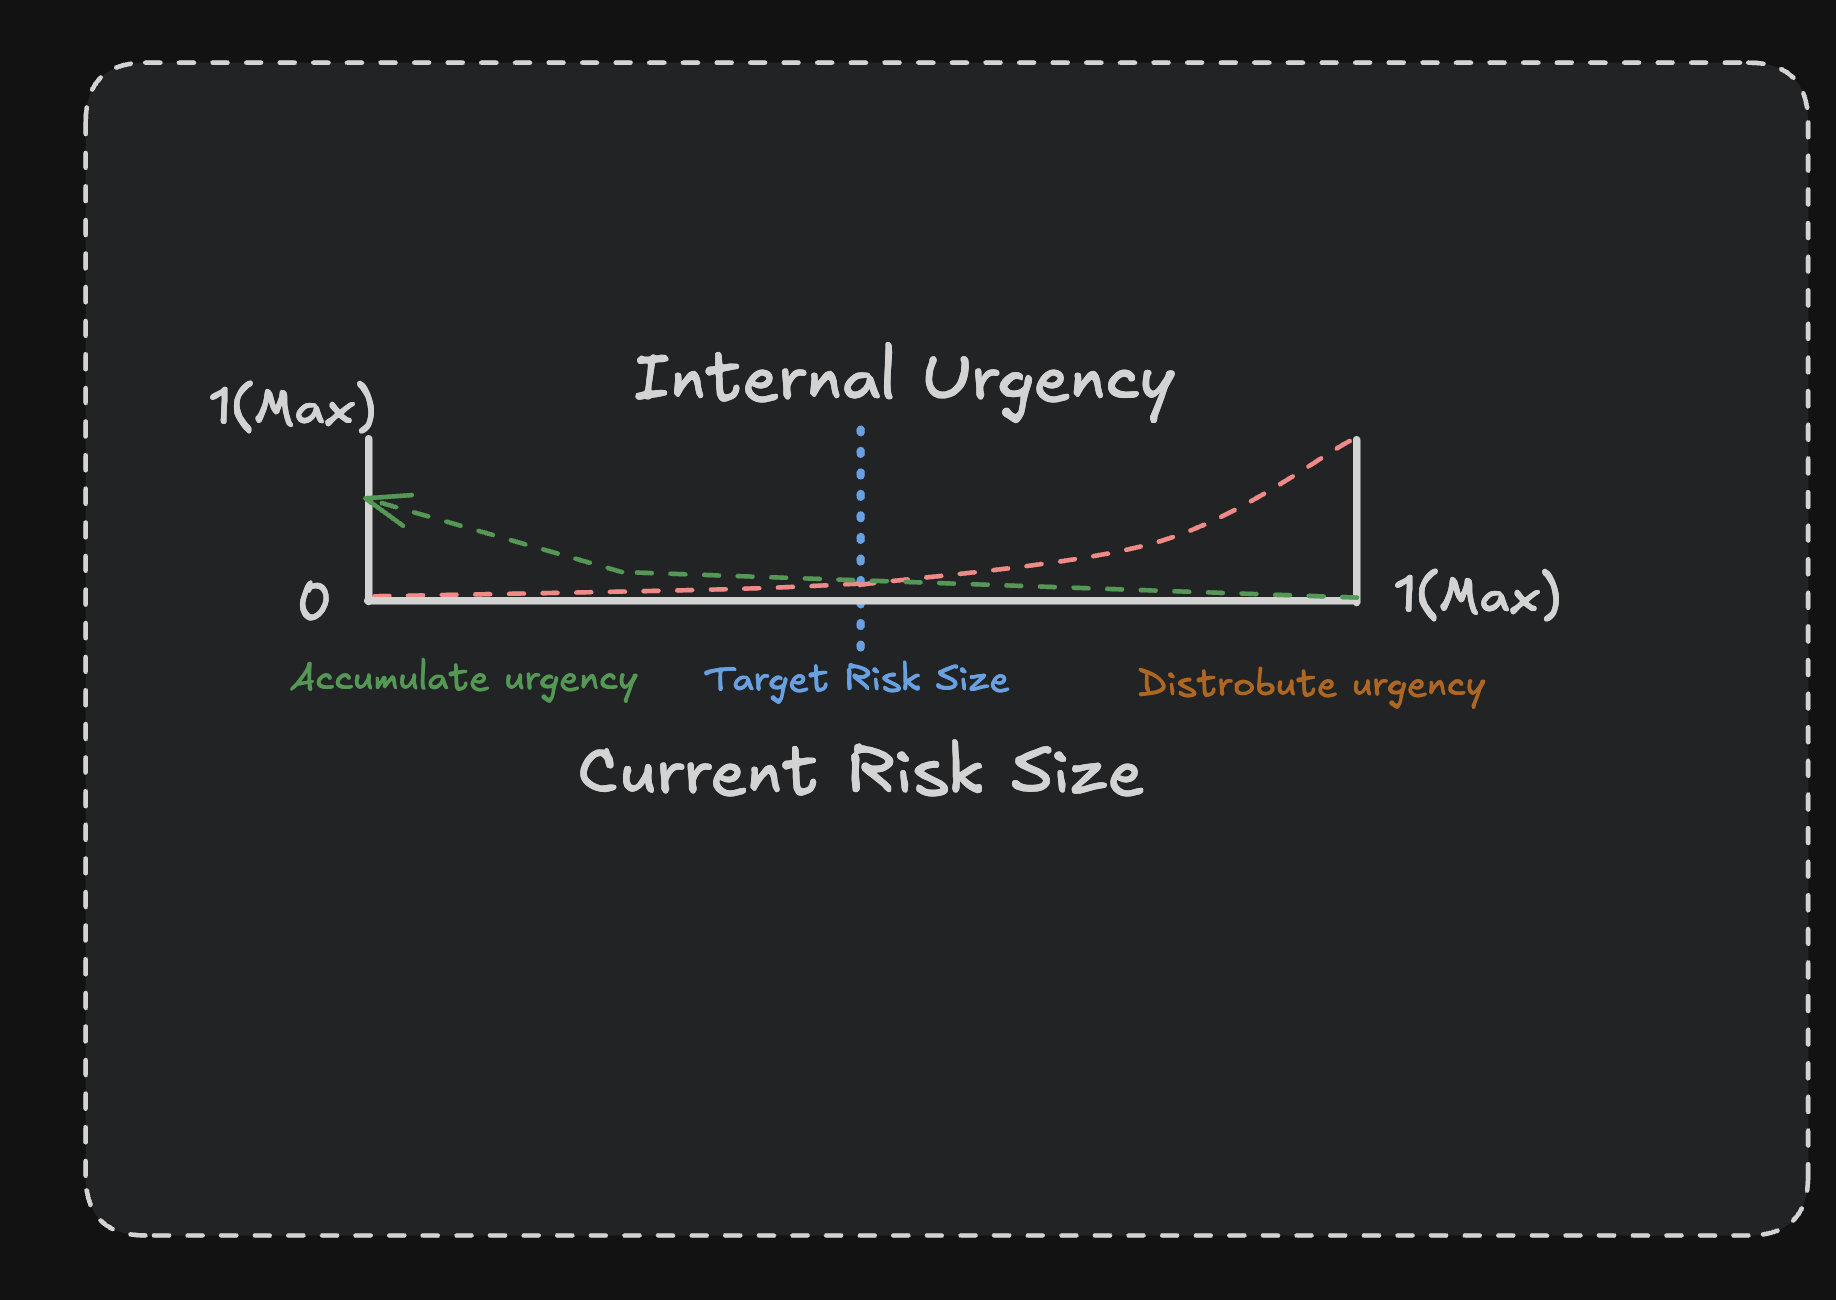 Internal Urgency
1(Max)
0
1(Max)
Accumulate urgency
Target Risk Size
Distrobute urgency
Current Risk Size